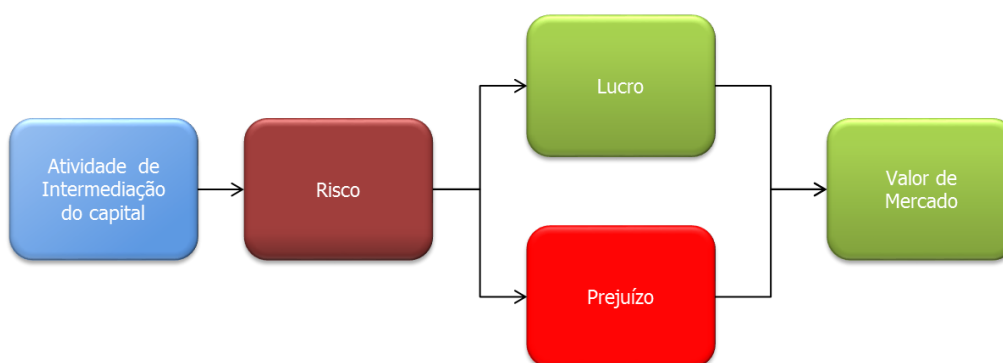 Atividade de
Intermediação
do capital
Risco
Lucro
Prejuízo
Valor de
Mercado